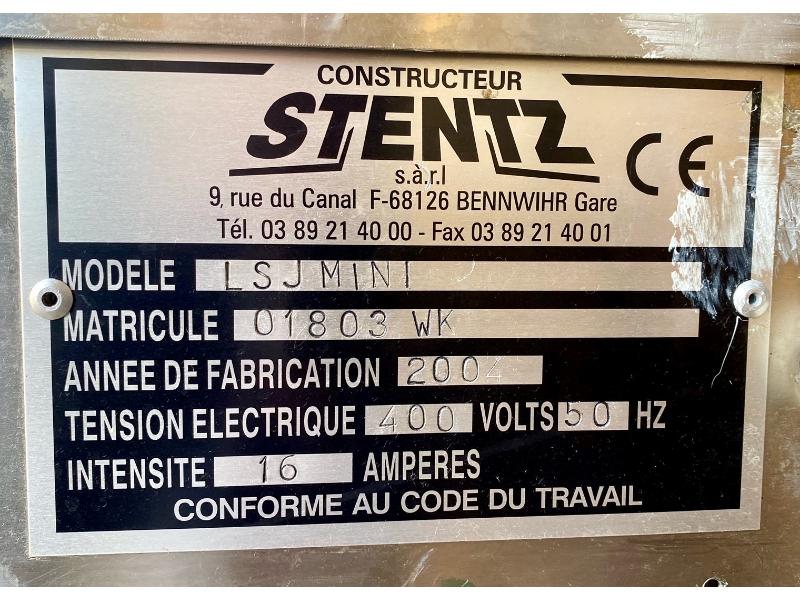 CONSTRUCTEUR
STENTZ
s.à.r.l
CE
9, rue du Canal F-68126 BENNWIHR Gare
Tél. 03 89 21 40 00 - Fax 03 89 21 40 01
MODELE LSJ MINI
MATRICULE 01803 WK
ANNEE DE FABRICATION 2004
TENSION ELECTRIQUE 400 VOLTS 50 HZ
INTENSITE 16 AMPERES
CONFORME AU CODE DU TRAVAIL